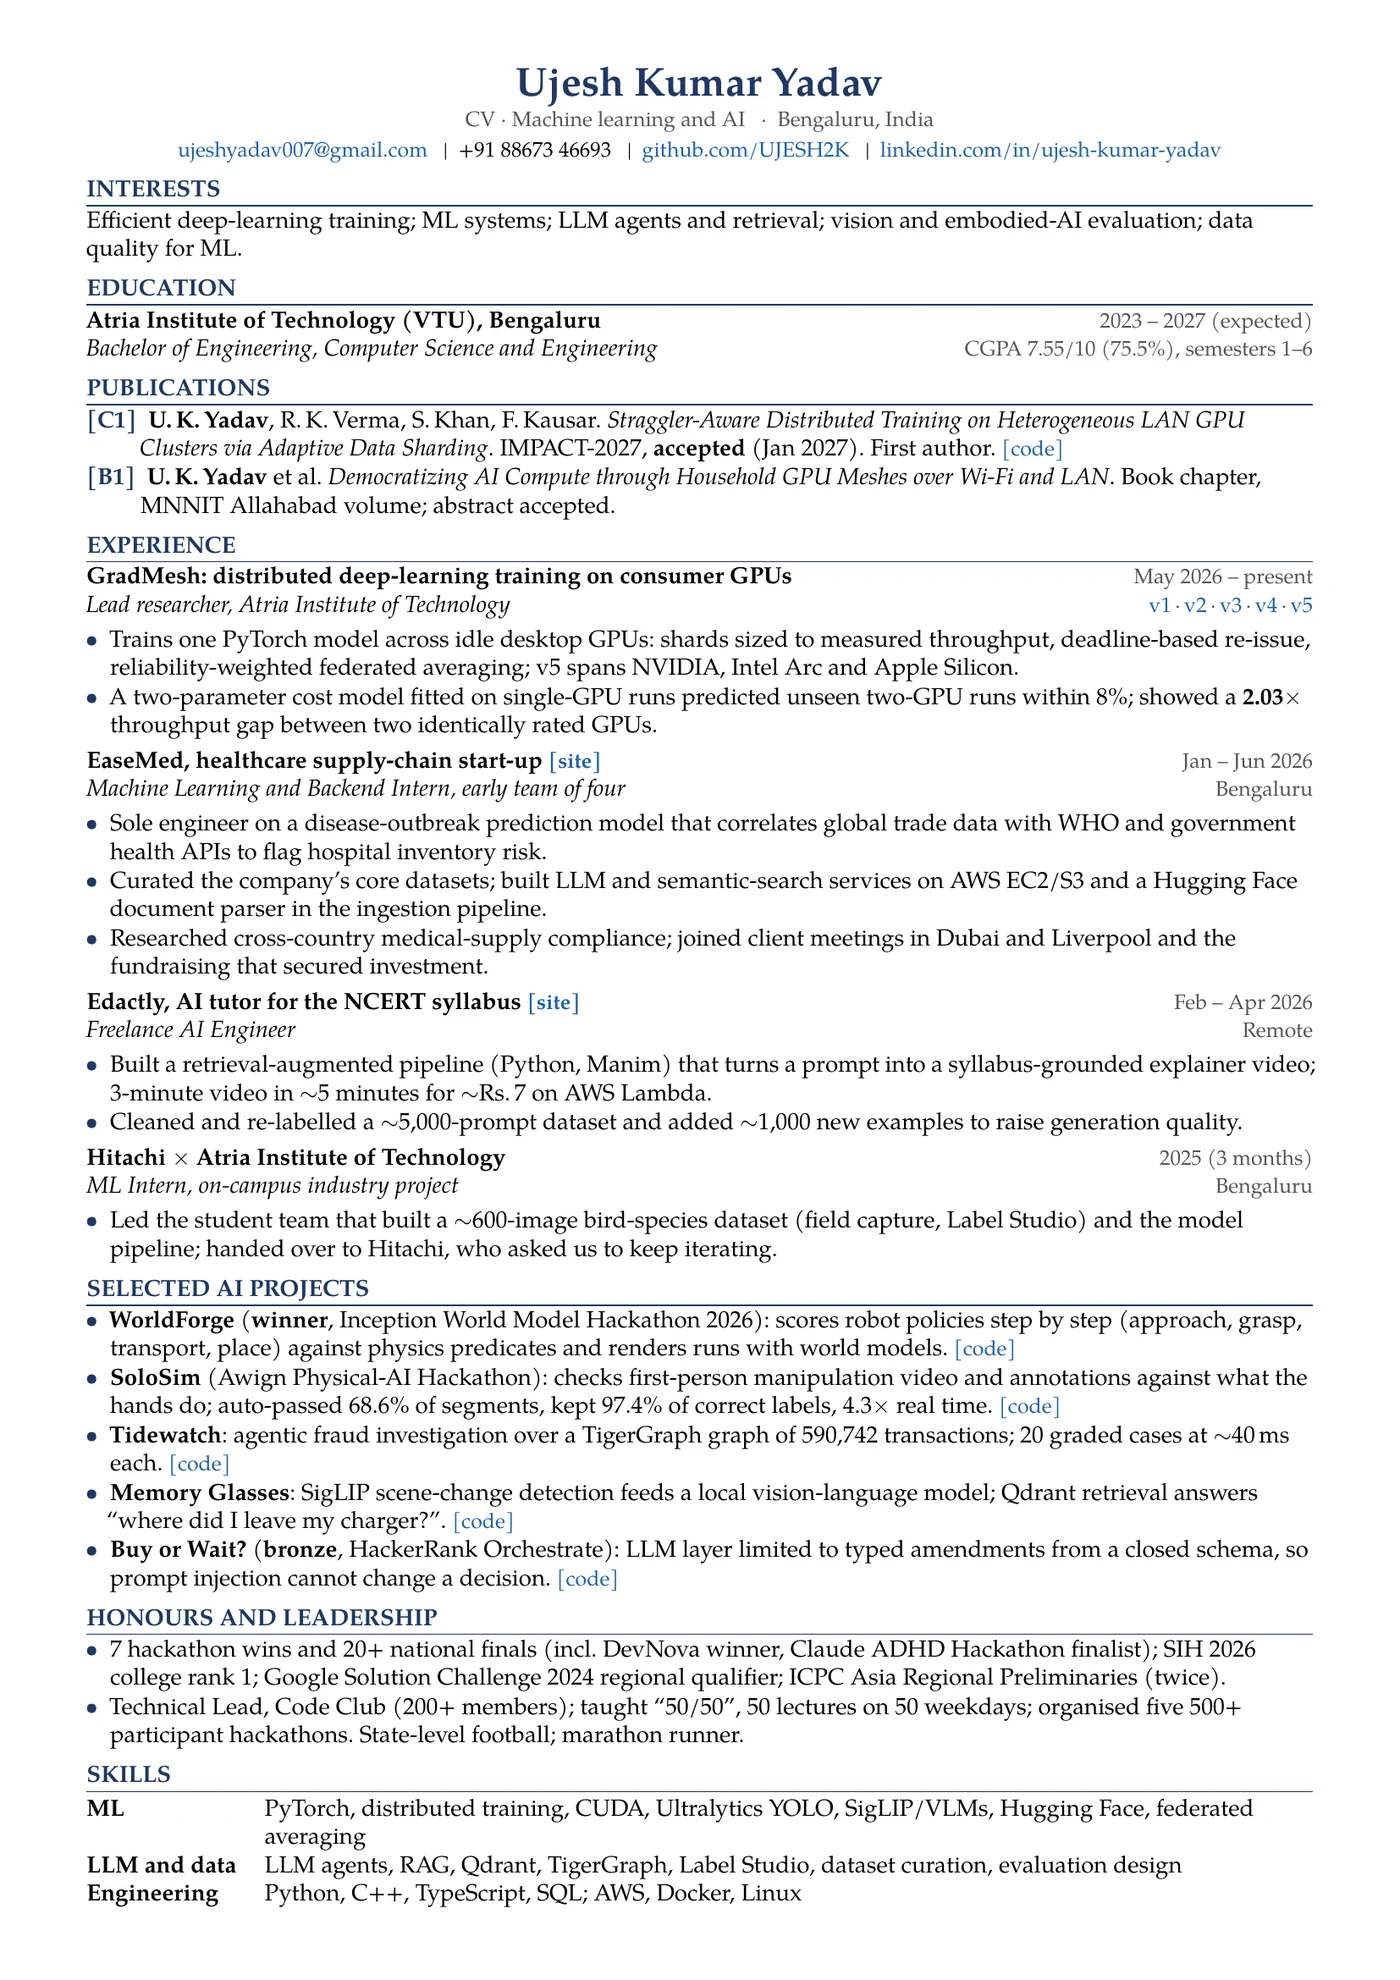 Ujesh Kumar Yadav
CV · Machine learning and AI · Bengaluru, India
ujeshyadav007@gmail.com | +91 88673 46693 | github.com/UJESH2K | linkedin.com/in/ujesh-kumar-yadav
INTERESTS
Efficient deep-learning training; ML systems; LLM agents and retrieval; vision and embodied-AI evaluation; data
quality for ML.
EDUCATION
Atria Institute of Technology (VTU), Bengaluru 2023 – 2027 (expected)
Bachelor of Engineering, Computer Science and Engineering CGPA 7.55/10 (75.5%), semesters 1–6
PUBLICATIONS
[C1] U. K. Yadav, R. K. Verma, S. Khan, F. Kausar. Straggler-Aware Distributed Training on Heterogeneous LAN GPU
Clusters via Adaptive Data Sharding. IMPACT-2027, accepted (Jan 2027). First author. [code]
[B1] U. K. Yadav et al. Democratizing AI Compute through Household GPU Meshes over Wi-Fi and LAN. Book chapter,
MNNIT Allahabad volume; abstract accepted.
EXPERIENCE
GradMesh: distributed deep-learning training on consumer GPUs May 2026 – present
Lead researcher, Atria Institute of Technology v1 · v2 · v3 · v4 · v5
• Trains one PyTorch model across idle desktop GPUs: shards sized to measured throughput, deadline-based re-issue,
reliability-weighted federated averaging; v5 spans NVIDIA, Intel Arc and Apple Silicon.
• A two-parameter cost model fitted on single-GPU runs predicted unseen two-GPU runs within 8%; showed a 2.03×
throughput gap between two identically rated GPUs.
EaseMed, healthcare supply-chain start-up [site] Jan – Jun 2026
Machine Learning and Backend Intern, early team of four Bengaluru
• Sole engineer on a disease-outbreak prediction model that correlates global trade data with WHO and government
health APIs to flag hospital inventory risk.
• Curated the company’s core datasets; built LLM and semantic-search services on AWS EC2/S3 and a Hugging Face
document parser in the ingestion pipeline.
• Researched cross-country medical-supply compliance; joined client meetings in Dubai and Liverpool and the
fundraising that secured investment.
Edactly, AI tutor for the NCERT syllabus [site] Feb – Apr 2026
Freelance AI Engineer Remote
• Built a retrieval-augmented pipeline (Python, Manim) that turns a prompt into a syllabus-grounded explainer video;
3-minute video in ∼5 minutes for ∼Rs. 7 on AWS Lambda.
• Cleaned and re-labelled a ∼5,000-prompt dataset and added ∼1,000 new examples to raise generation quality.
Hitachi × Atria Institute of Technology 2025 (3 months)
ML Intern, on-campus industry project Bengaluru
• Led the student team that built a ∼600-image bird-species dataset (field capture, Label Studio) and the model
pipeline; handed over to Hitachi, who asked us to keep iterating.
SELECTED AI PROJECTS
• WorldForge (winner, Inception World Model Hackathon 2026): scores robot policies step by step (approach, grasp,
transport, place) against physics predicates and renders runs with world models. [code]
• SoloSim (Awign Physical-AI Hackathon): checks first-person manipulation video and annotations against what the
hands do; auto-passed 68.6% of segments, kept 97.4% of correct labels, 4.3× real time. [code]
• Tidewatch: agentic fraud investigation over a TigerGraph graph of 590,742 transactions; 20 graded cases at ∼40 ms
each. [code]
• Memory Glasses: SigLIP scene-change detection feeds a local vision-language model; Qdrant retrieval answers
“where did I leave my charger?”. [code]
• Buy or Wait? (bronze, HackerRank Orchestrate): LLM layer limited to typed amendments from a closed schema, so
prompt injection cannot change a decision. [code]
HONOURS AND LEADERSHIP
• 7 hackathon wins and 20+ national finals (incl. DevNova winner, Claude ADHD Hackathon finalist); SIH 2026
college rank 1; Google Solution Challenge 2024 regional qualifier; ICPC Asia Regional Preliminaries (twice).
• Technical Lead, Code Club (200+ members); taught “50/50”, 50 lectures on 50 weekdays; organised five 500+
participant hackathons. State-level football; marathon runner.
SKILLS
ML PyTorch, distributed training, CUDA, Ultralytics YOLO, SigLIP/VLMs, Hugging Face, federated
averaging
LLM and data LLM agents, RAG, Qdrant, TigerGraph, Label Studio, dataset curation, evaluation design
Engineering Python, C++, TypeScript, SQL; AWS, Docker, Linux